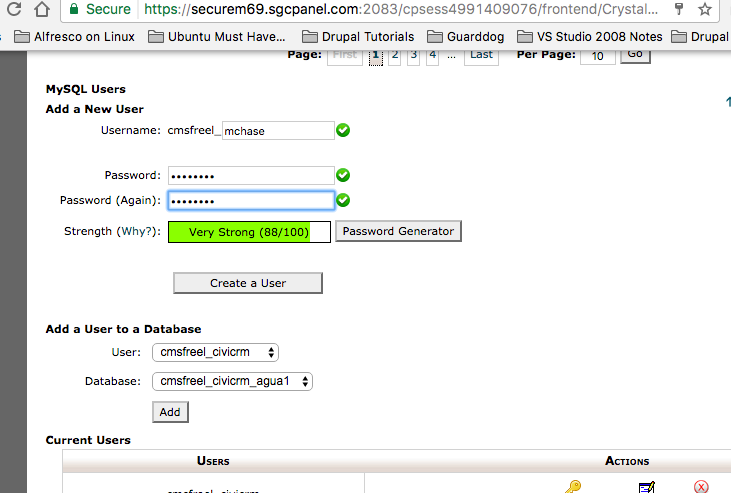 Secure https://securem69.sgcpanel.com:2083/cpsess4991409076/frontend/Crystal...
Alfresco on Linux Ubuntu Must Have... Drupal Tutorials Guarddog VS Studio 2008 Notes Drupal
Page: First 1 2 3 4 ... Last Per Page: 10 Go
MySQL Users
Add a New User
Username: cmsfreel_ mchase
Password: ••••••••
Password (Again): ••••••••
Strength (Why?): Very Strong (88/100) Password Generator
Create a User
Add a User to a Database
User: cmsfreel_civicrm
Database: cmsfreel_civicrm_agua1
Add
Current Users
Users Actions
cmsfreel_civicrm